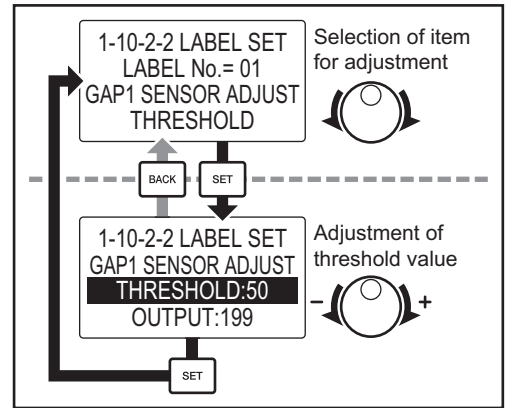 1-10-2-2 LABEL SET
LABEL No.= 01
GAP1 SENSOR ADJUST
THRESHOLD
Selection of item
for adjustment
BACK
SET
1-10-2-2 LABEL SET
GAP1 SENSOR ADJUST
THRESHOLD:50
OUTPUT:199
Adjustment of
threshold value
– +
SET